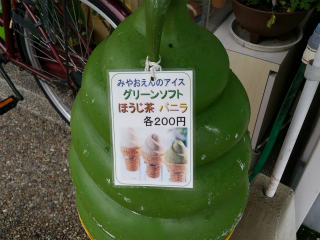 みやおえんのアイス
グリーンソフト
ほうじ茶 バニラ
各200円